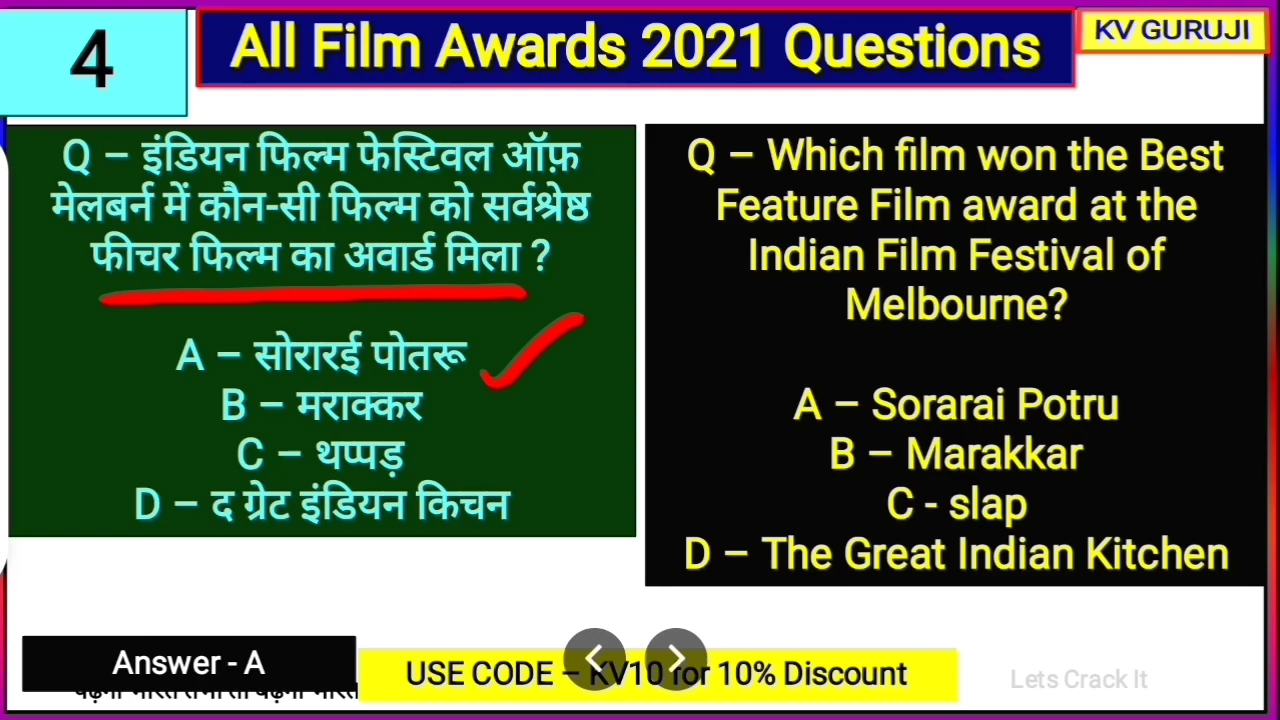 4
All Film Awards 2021 Questions
KV GURUJI
Q – इंडियन फिल्म फेस्टिवल ऑफ़
मेलबर्न में कौन-सी फिल्म को सर्वश्रेष्ठ
फीचर फिल्म का अवार्ड मिला ?
A – सोरारई पोतरू
B – मराक्कर
C – थप्पड़
D – द ग्रेट इंडियन किचन
Q – Which film won the Best
Feature Film award at the
Indian Film Festival of
Melbourne?
A – Sorarai Potru
B – Marakkar
C - slap
D – The Great Indian Kitchen
Answer - A
USE CODE – KV10 for 10% Discount
Lets Crack It